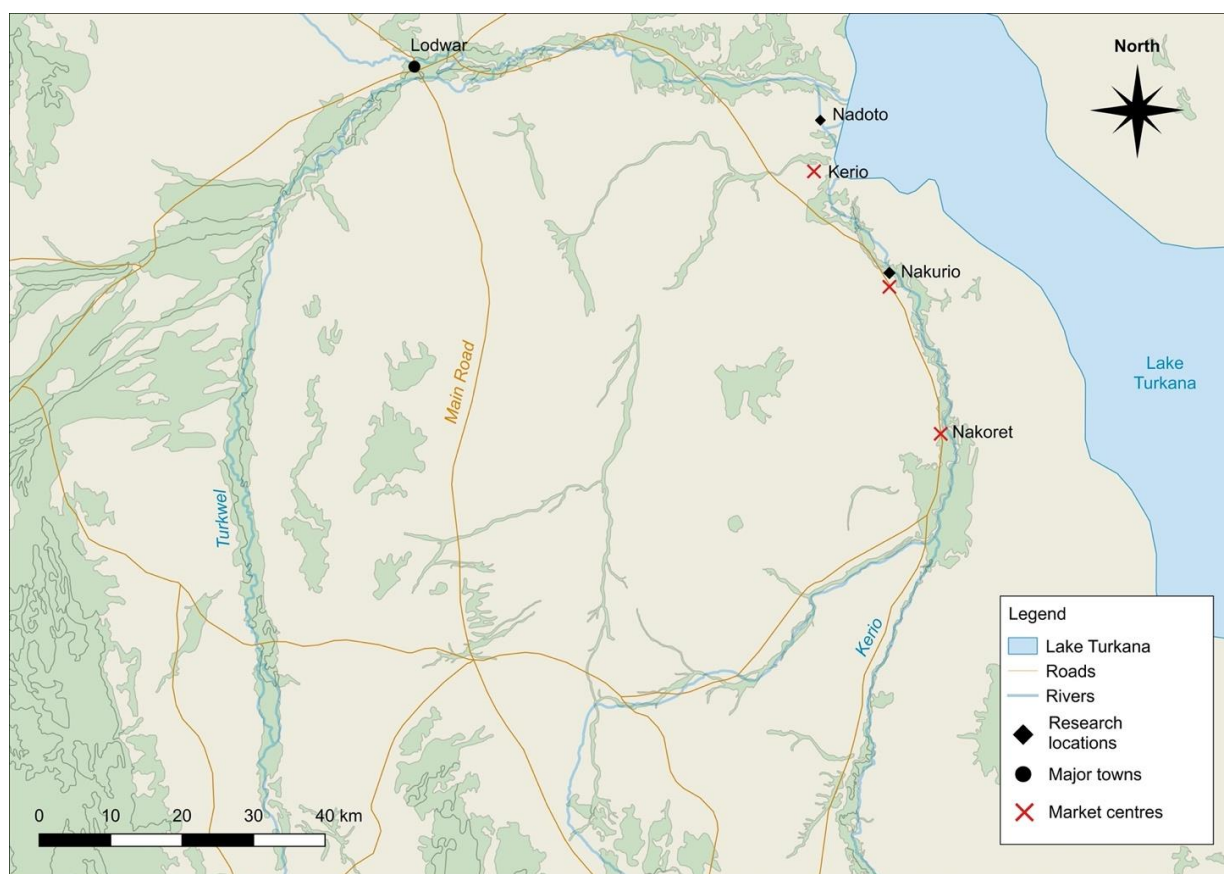 Lodwar
North
Nadoto
Kerio
Nakurio
Main Road
Lake
Turkana
Nakoret
Turkwel
Kerio
Legend
Lake Turkana
Roads
Rivers
Research
locations
Major towns
Market centres
0 10 20 30 40 km